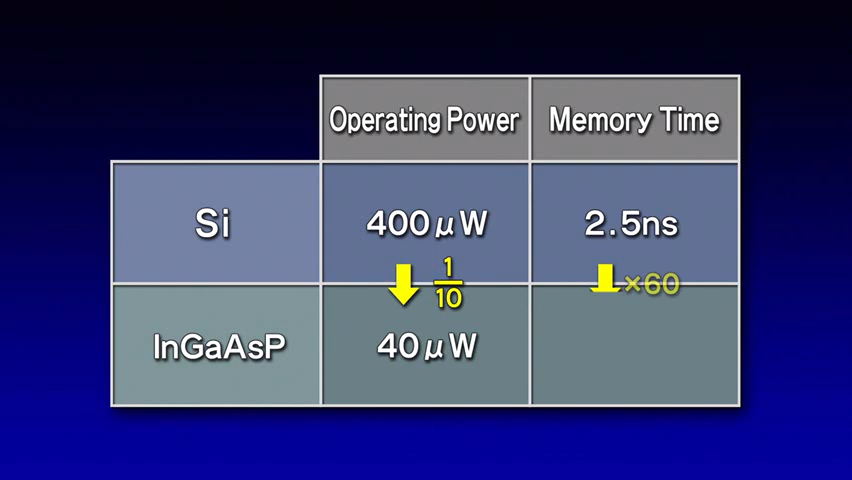 Operating Power Memory Time
Si 400μW 2.5ns
1
10
×60
InGaAsP 40μW